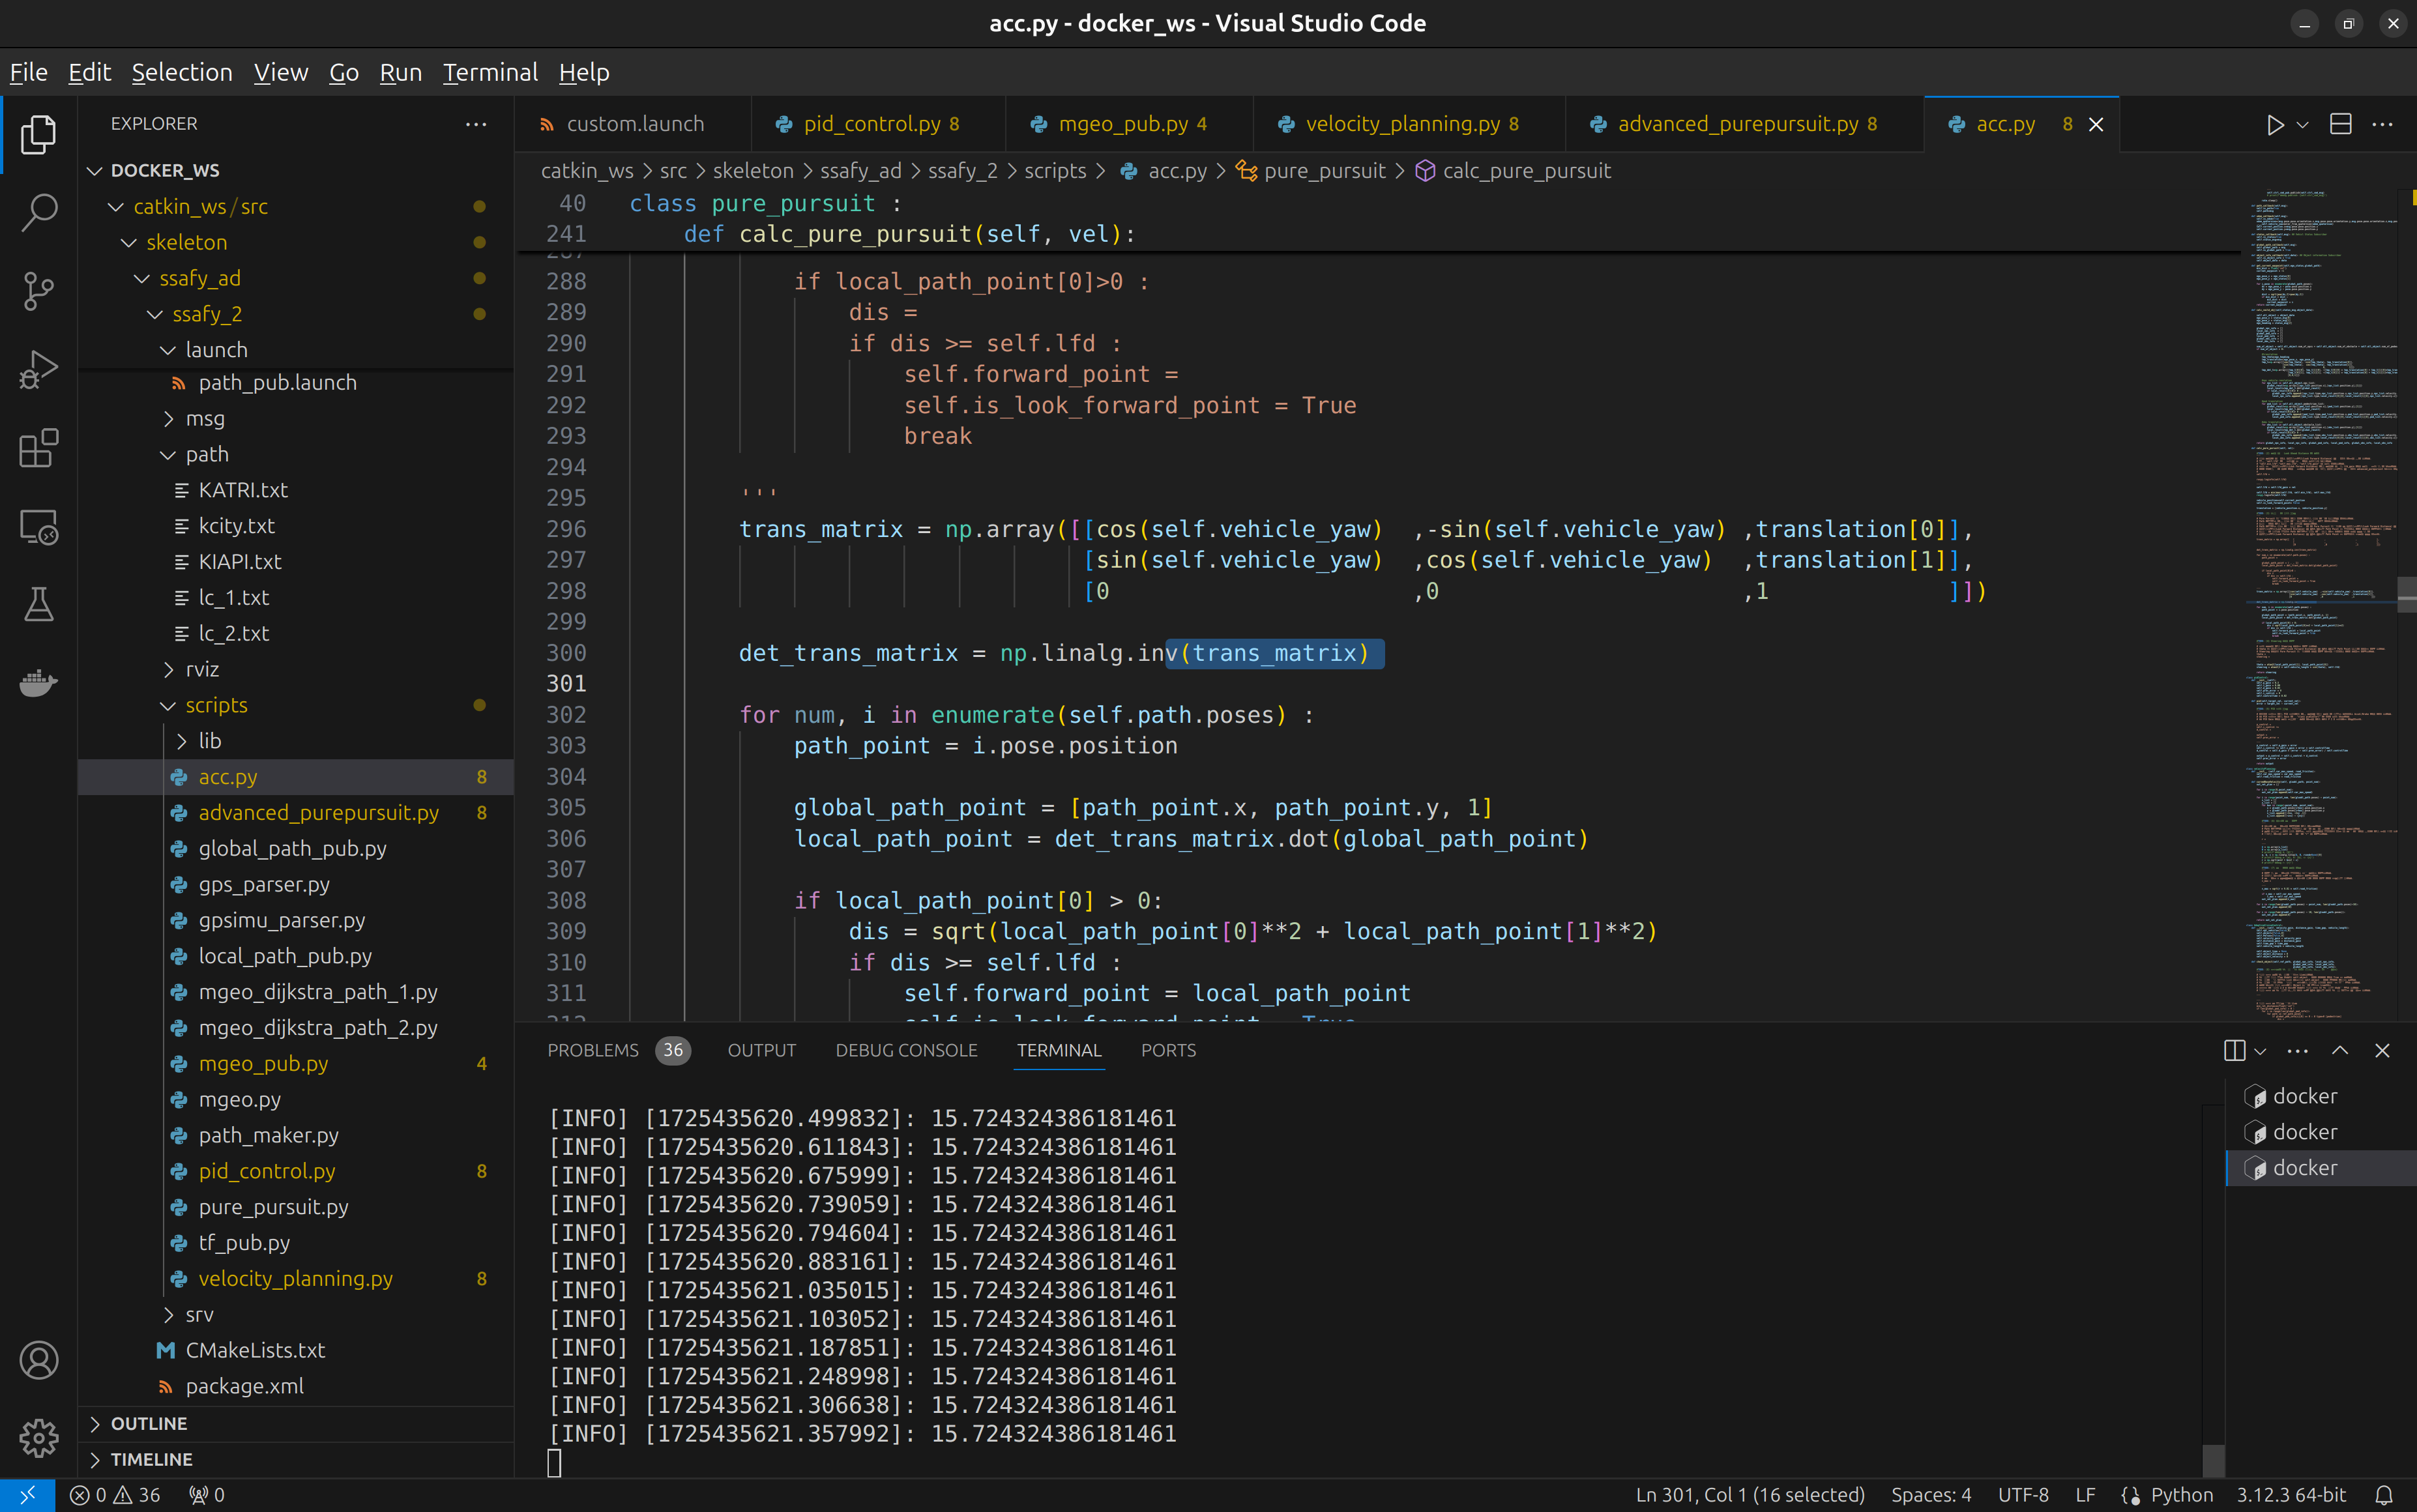 acc.py - docker_ws - Visual Studio Code
File Edit Selection View Go Run Terminal Help
EXPLORER
DOCKER_WS
catkin_ws/src
skeleton
ssafy_ad
ssafy_2
launch
path_pub.launch
msg
path
KATRI.txt
kcity.txt
KIAPI.txt
lc_1.txt
lc_2.txt
rviz
scripts
lib
acc.py 8
advanced_purepursuit.py 8
global_path_pub.py
gps_parser.py
gpsimu_parser.py
local_path_pub.py
mgeo_dijkstra_path_1.py
mgeo_dijkstra_path_2.py
mgeo_pub.py 4
mgeo.py
path_maker.py
pid_control.py 8
pure_pursuit.py
tf_pub.py
velocity_planning.py 8
srv
CMakeLists.txt
package.xml
OUTLINE
TIMELINE
custom.launch pid_control.py 8 mgeo_pub.py 4 velocity_planning.py 8 advanced_purepursuit.py 8 acc.py 8
catkin_ws > src > skeleton > ssafy_ad > ssafy_2 > scripts > acc.py > pure_pursuit > calc_pure_pursuit
40 class pure_pursuit :
241 def calc_pure_pursuit(self, vel):
287
288 if local_path_point[0]>0 :
289 dis =
290 if dis >= self.lfd :
291 self.forward_point =
292 self.is_look_forward_point = True
293 break
294
295 '''
296 trans_matrix = np.array([[cos(self.vehicle_yaw) ,-sin(self.vehicle_yaw) ,translation[0]],
297 [sin(self.vehicle_yaw) ,cos(self.vehicle_yaw) ,translation[1]],
298 [0 ,0 ,1 ]])
299
300 det_trans_matrix = np.linalg.inv(trans_matrix)
301
302 for num, i in enumerate(self.path.poses) :
303 path_point = i.pose.position
304
305 global_path_point = [path_point.x, path_point.y, 1]
306 local_path_point = det_trans_matrix.dot(global_path_point)
307
308 if local_path_point[0] > 0:
309 dis = sqrt(local_path_point[0]**2 + local_path_point[1]**2)
310 if dis >= self.lfd :
311 self.forward_point = local_path_point
312 self.is_look_forward_point = True
PROBLEMS 36 OUTPUT DEBUG CONSOLE TERMINAL PORTS
[INFO] [1725435620.499832]: 15.724324386181461
[INFO] [1725435620.611843]: 15.724324386181461
[INFO] [1725435620.675999]: 15.724324386181461
[INFO] [1725435620.739059]: 15.724324386181461
[INFO] [1725435620.794604]: 15.724324386181461
[INFO] [1725435620.883161]: 15.724324386181461
[INFO] [1725435621.035015]: 15.724324386181461
[INFO] [1725435621.103052]: 15.724324386181461
[INFO] [1725435621.187851]: 15.724324386181461
[INFO] [1725435621.248998]: 15.724324386181461
[INFO] [1725435621.306638]: 15.724324386181461
[INFO] [1725435621.357992]: 15.724324386181461
docker
docker
docker
0 36 0 Ln 301, Col 1 (16 selected) Spaces: 4 UTF-8 LF Python 3.12.3 64-bit